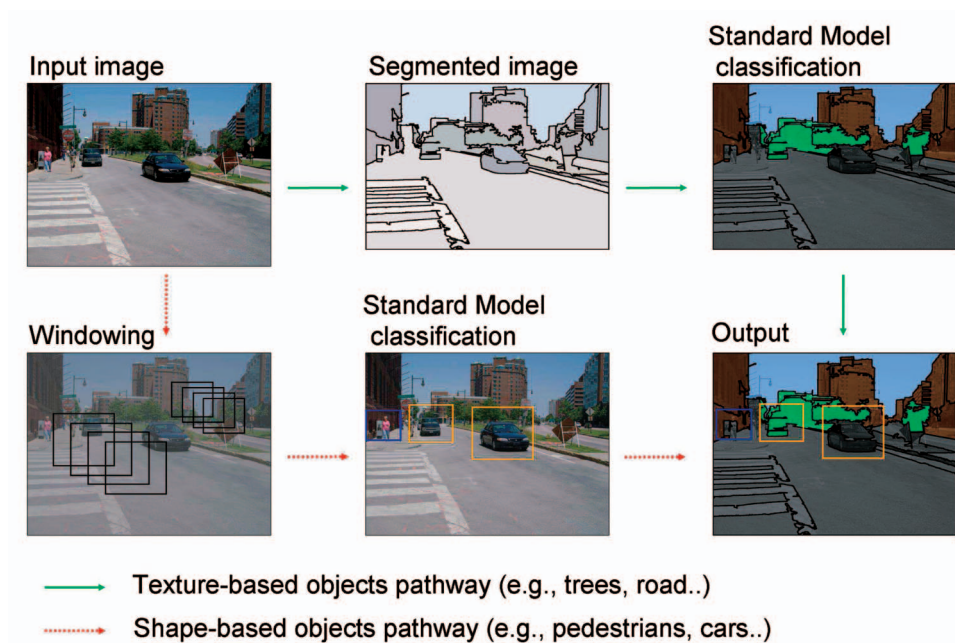 Input image
Segmented image
Standard Model
classification
Windowing
Standard Model
classification
Output
Texture-based objects pathway (e.g., trees, road..)
Shape-based objects pathway (e.g., pedestrians, cars..)